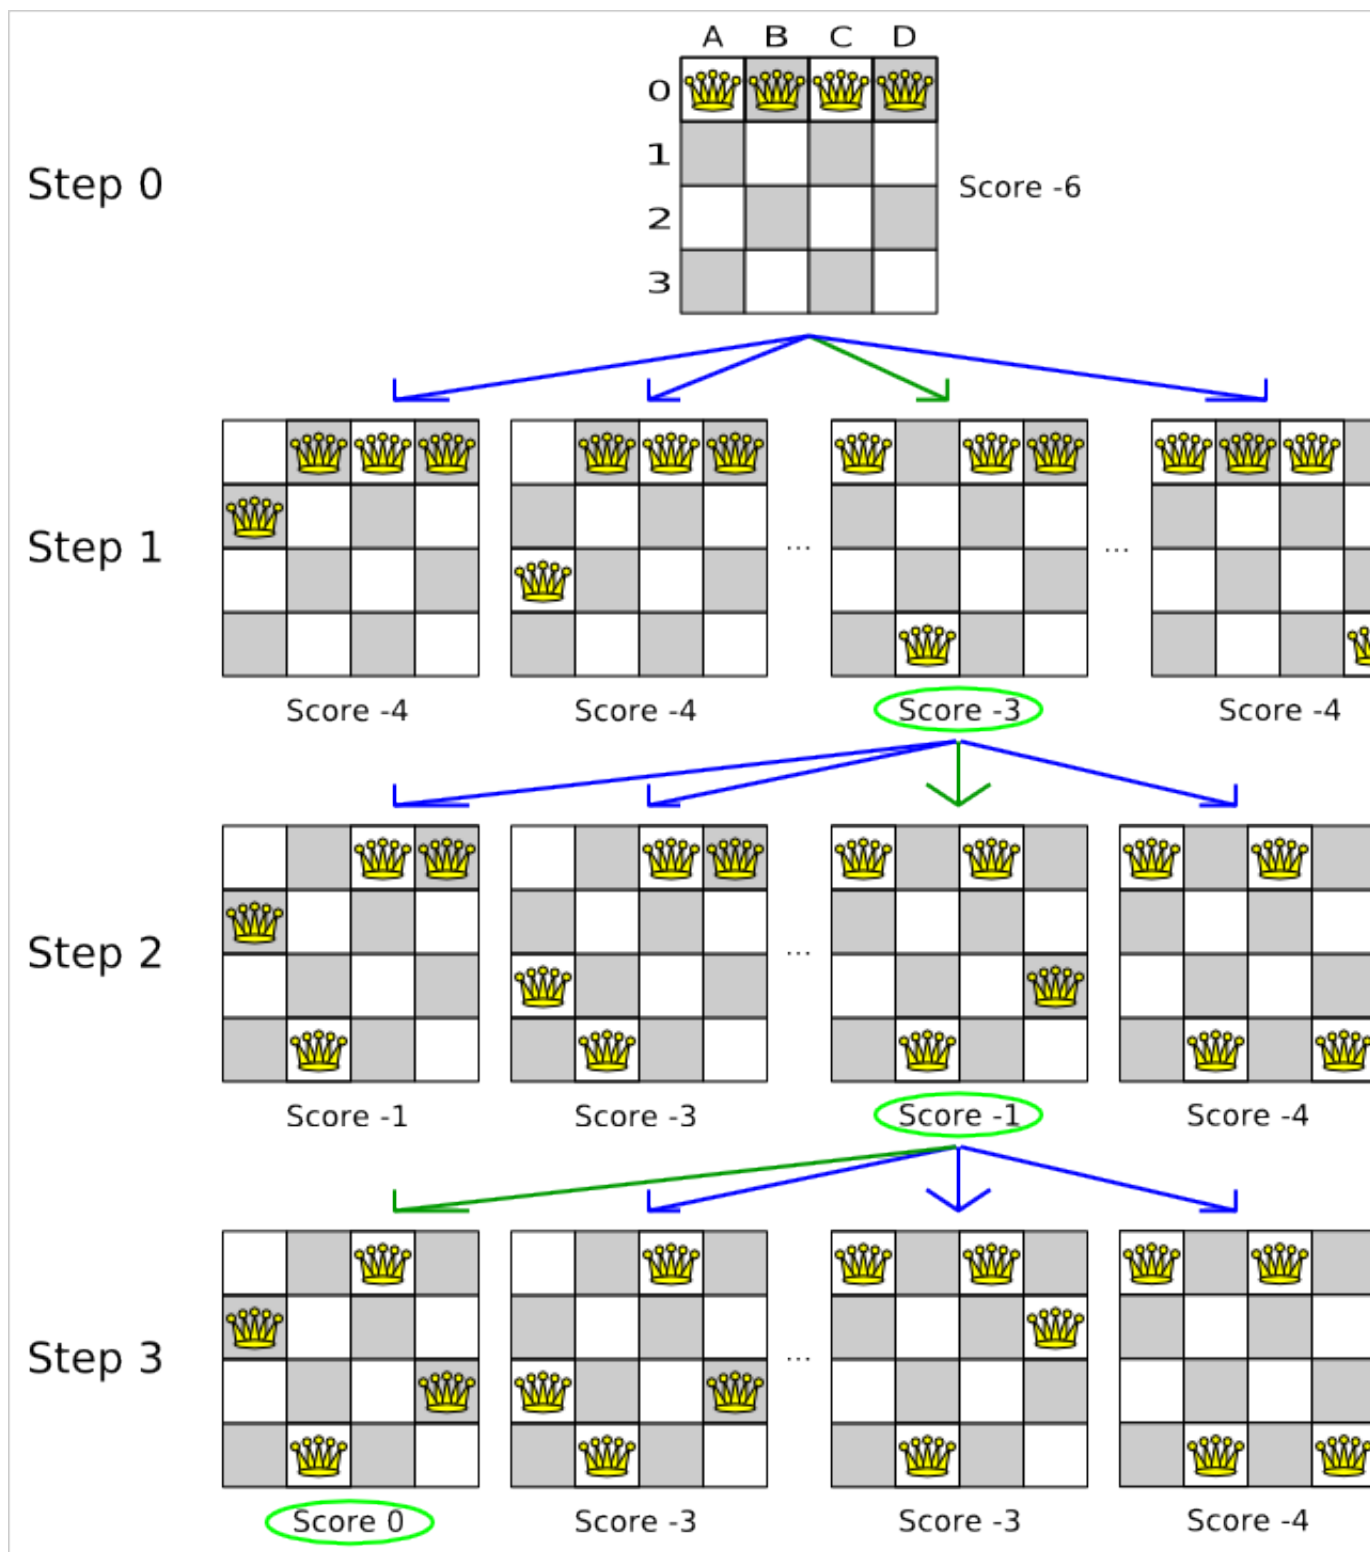 A B C D
0
1
2
3
Step 0
Score -6
Step 1
...
...
Score -4
Score -4
Score -3
Score -4
Step 2
...
Score -1
Score -3
Score -1
Score -4
Step 3
...
Score 0
Score -3
Score -3
Score -4